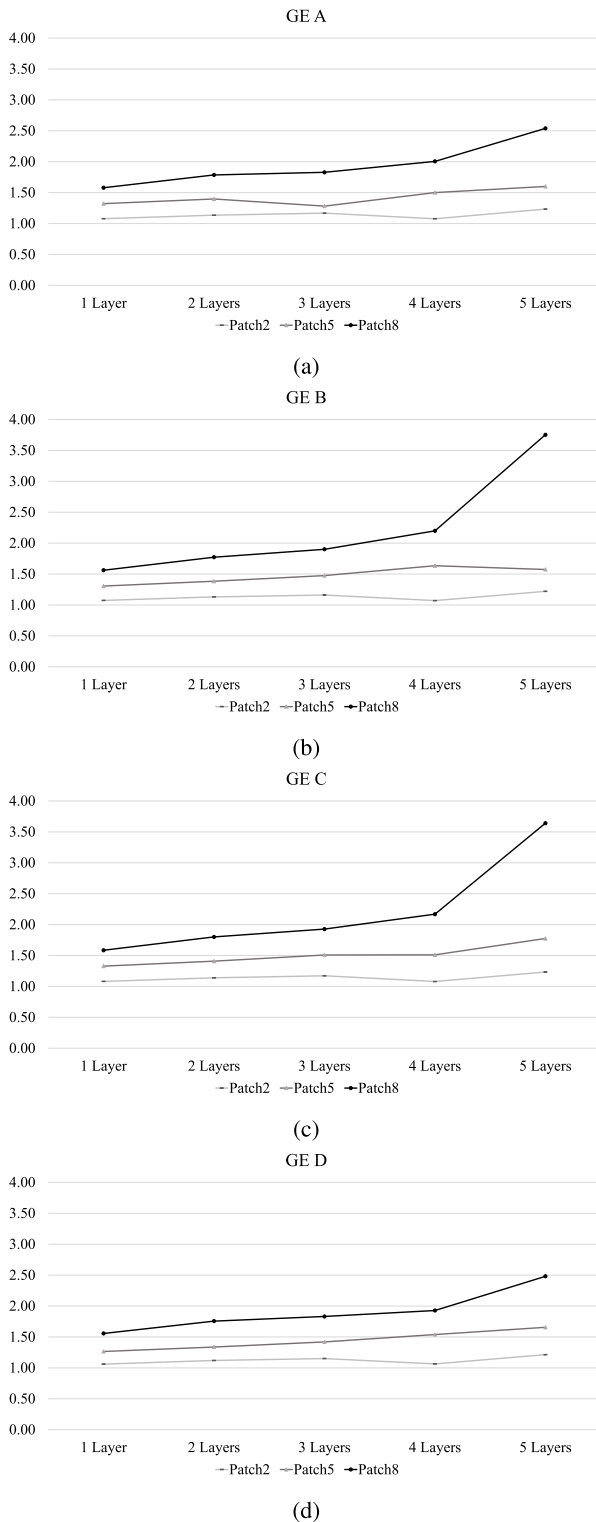 GE A
4.00
3.50
3.00
2.50
2.00
1.50
1.00
0.50
0.00
1 Layer 2 Layers 3 Layers 4 Layers 5 Layers
Patch2 Patch5 Patch8
(a)
GE B
4.00
3.50
3.00
2.50
2.00
1.50
1.00
0.50
0.00
1 Layer 2 Layers 3 Layers 4 Layers 5 Layers
Patch2 Patch5 Patch8
(b)
GE C
4.00
3.50
3.00
2.50
2.00
1.50
1.00
0.50
0.00
1 Layer 2 Layers 3 Layers 4 Layers 5 Layers
Patch2 Patch5 Patch8
(c)
GE D
4.00
3.50
3.00
2.50
2.00
1.50
1.00
0.50
0.00
1 Layer 2 Layers 3 Layers 4 Layers 5 Layers
Patch2 Patch5 Patch8
(d)